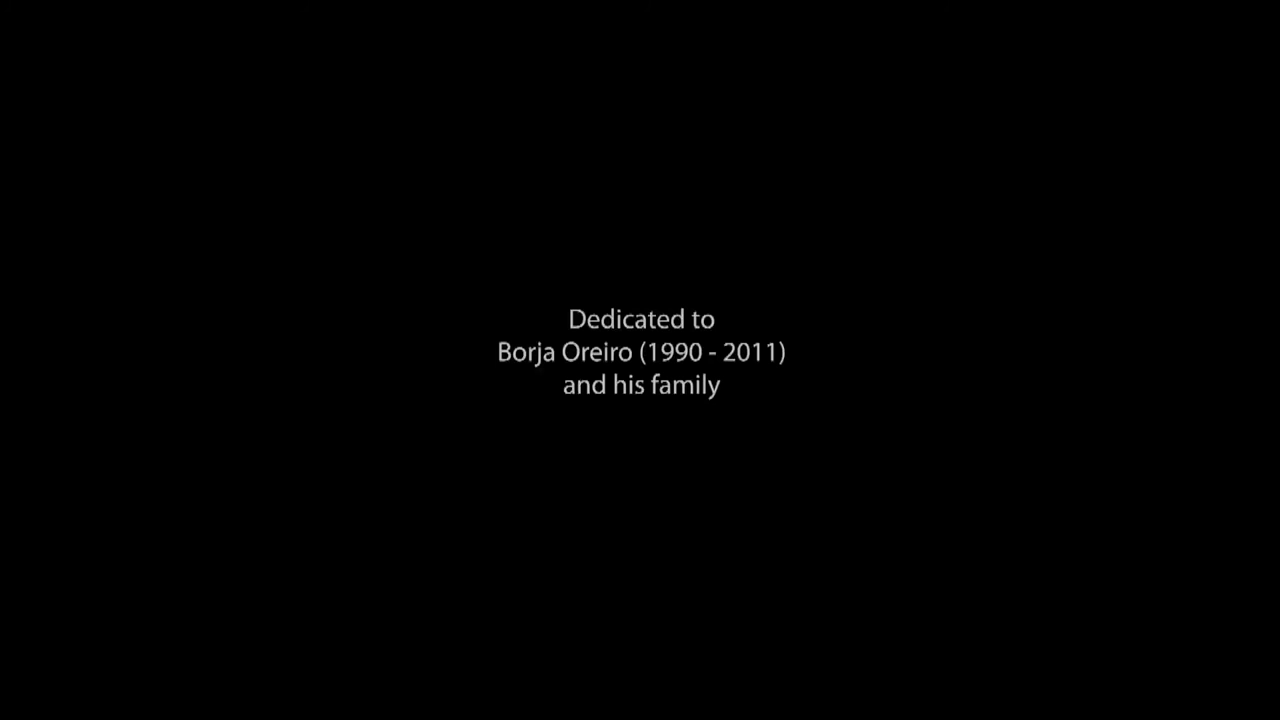 Dedicated to
Borja Oreiro (1990 - 2011)
and his family